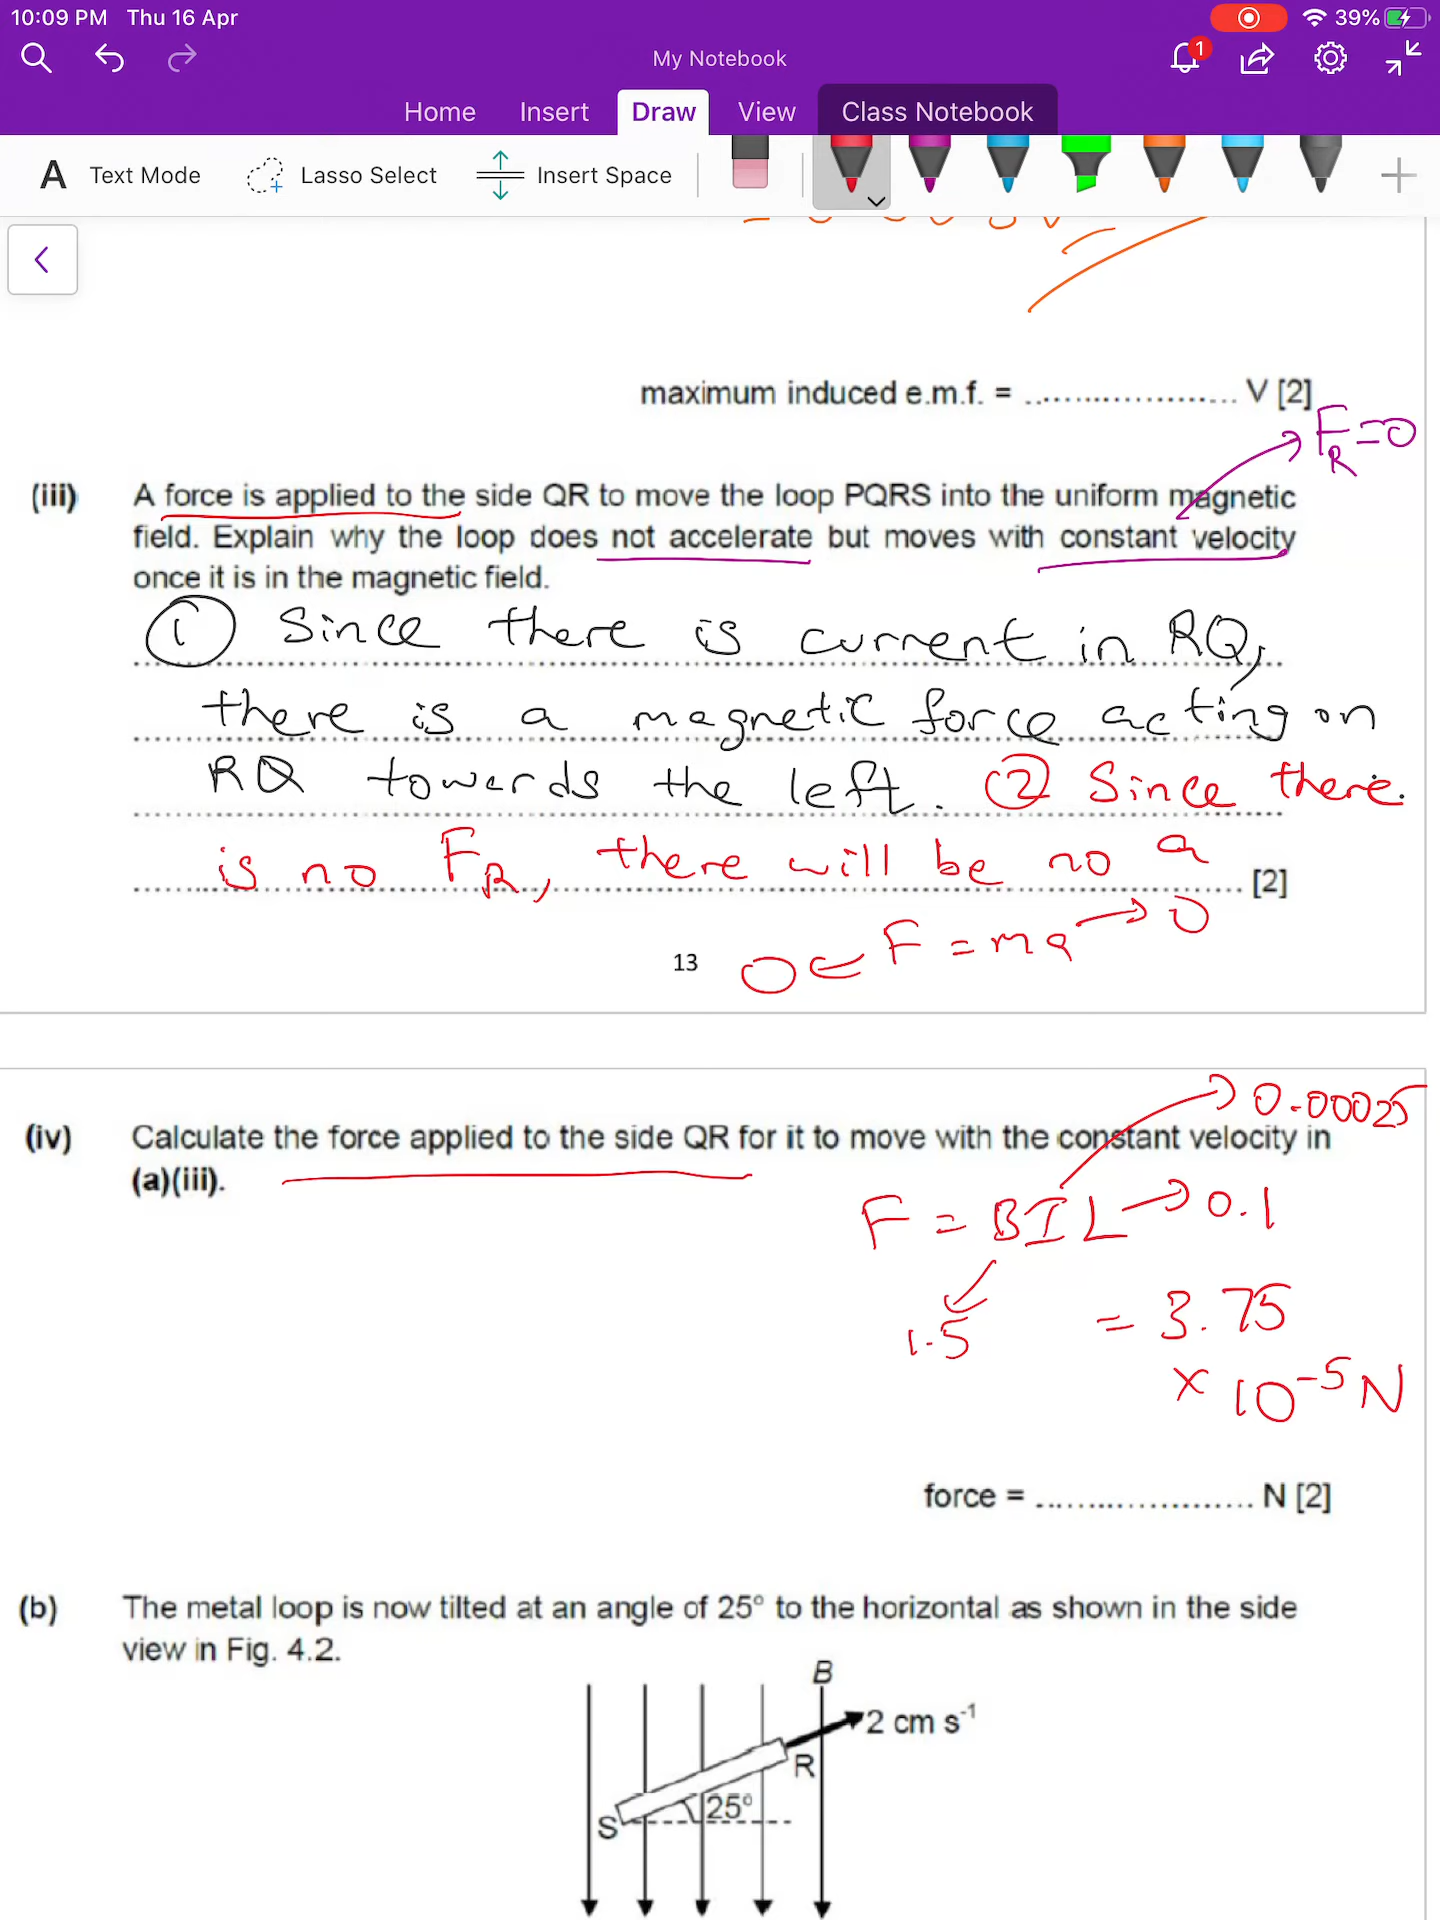 10:09 PM Thu 16 Apr
39%
My Notebook
1
Home Insert Draw View Class Notebook
A Text Mode Lasso Select Insert Space
maximum induced e.m.f. = ........................ V [2]
F_R = 0
(iii) A force is applied to the side QR to move the loop PQRS into the uniform magnetic
field. Explain why the loop does not accelerate but moves with constant velocity
once it is in the magnetic field.
① Since there is current in RQ,
there is a magnetic force acting on
RQ towards the left. ② Since there
is no F_R, there will be no a
[2]
0 ← F = ma → 0
13
→ 0.00025
(iv) Calculate the force applied to the side QR for it to move with the constant velocity in
(a)(iii).
F = BIL → 0.1
1.5
= 3.75
× 10⁻⁵ N
force = ........................ N [2]
(b) The metal loop is now tilted at an angle of 25° to the horizontal as shown in the side
view in Fig. 4.2.
B
2 cm s⁻¹
R
25°
S